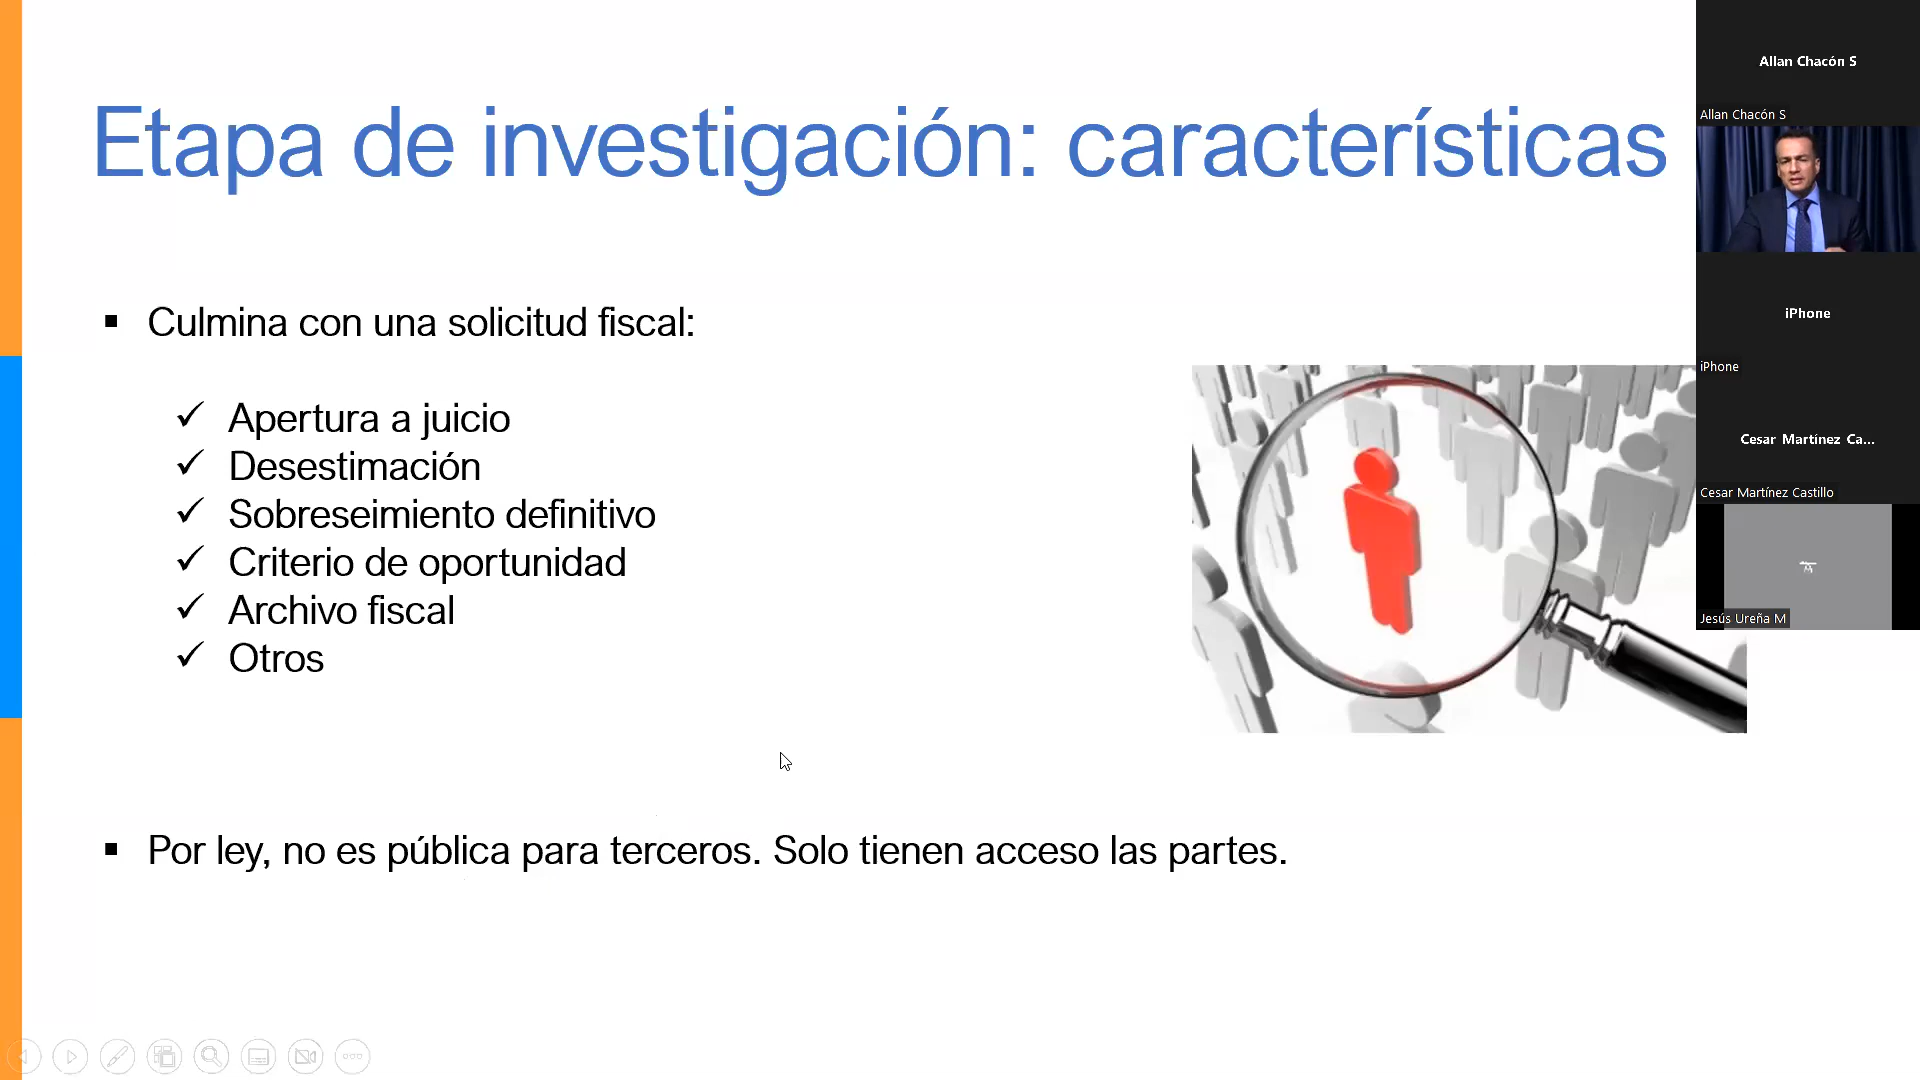 Etapa de investigación: características
Culmina con una solicitud fiscal:
Apertura a juicio
Desestimación
Sobreseimiento definitivo
Criterio de oportunidad
Archivo fiscal
Otros
Por ley, no es pública para terceros. Solo tienen acceso las partes.
Allan Chacón S
Allan Chacón S
iPhone
iPhone
Cesar Martínez Ca...
Cesar Martínez Castillo
Jesús Ureña M